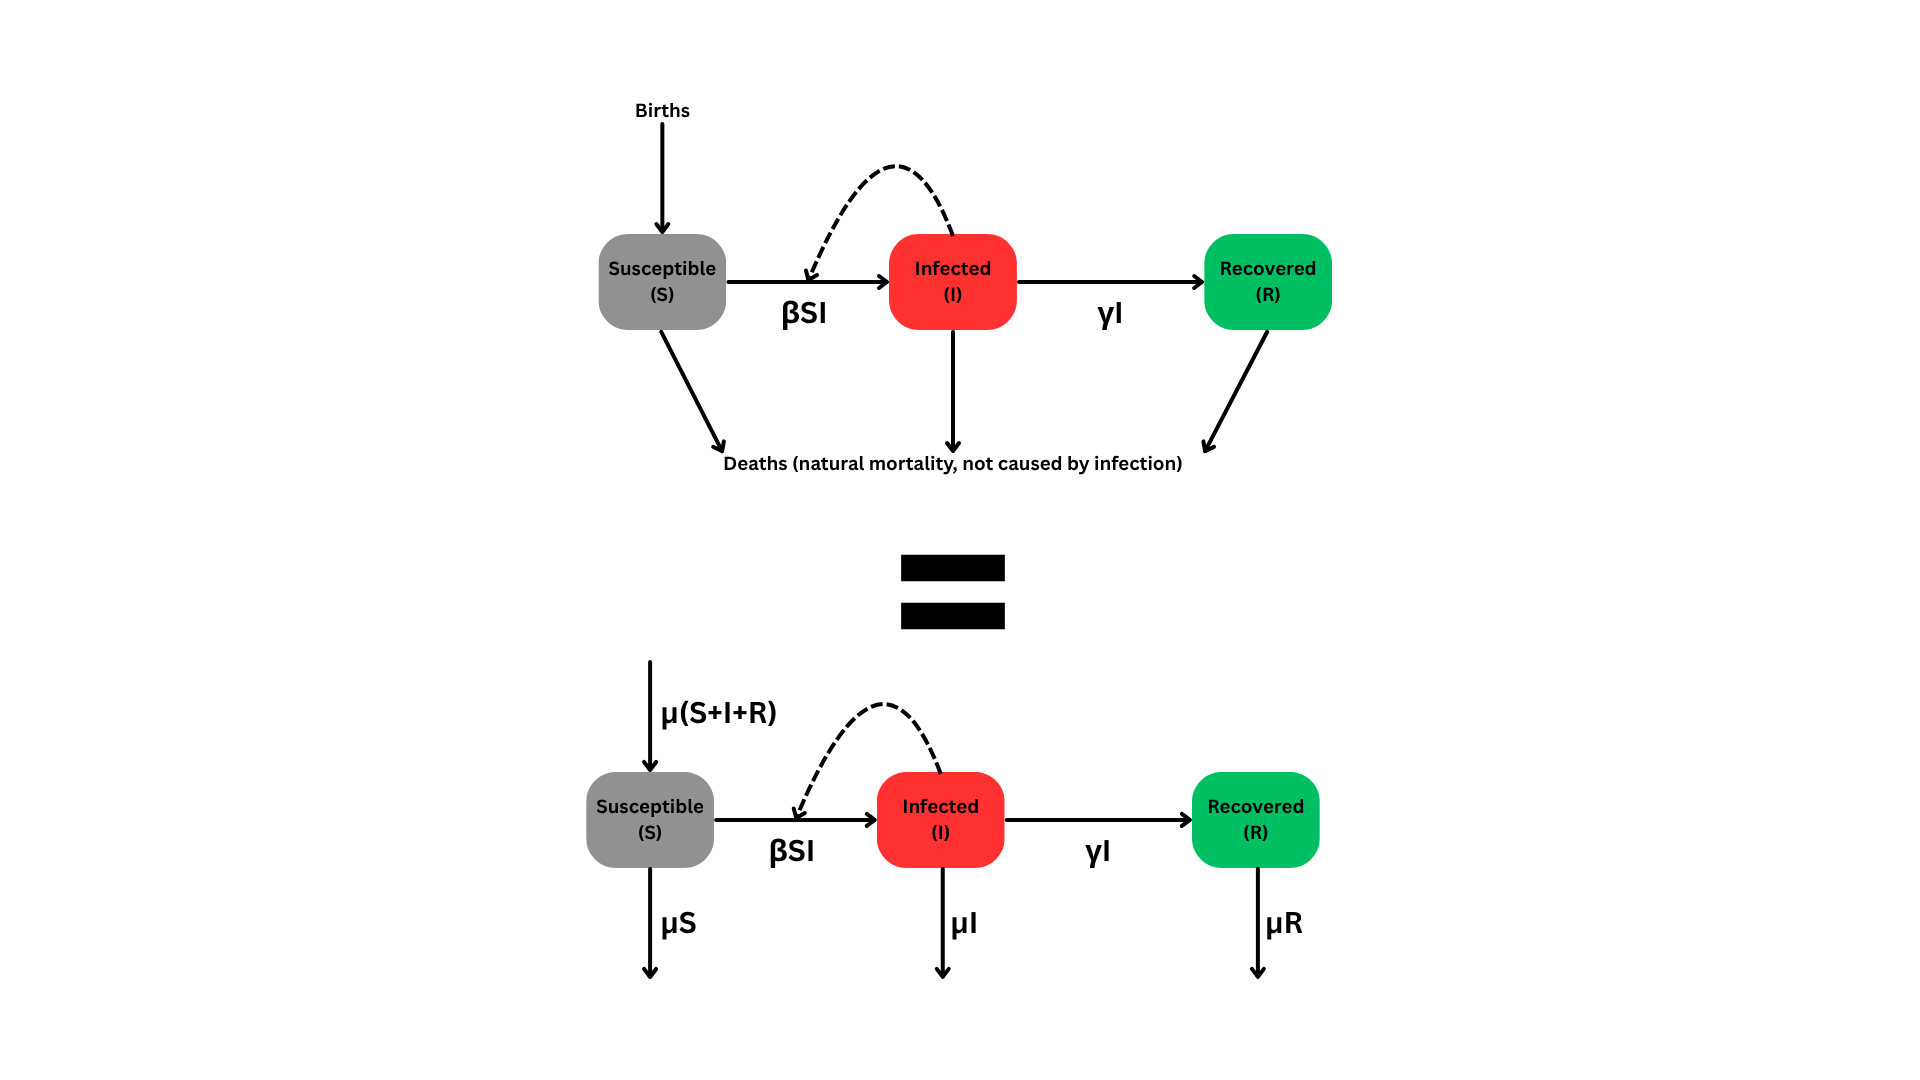 Births
Susceptible
(S)
Infected
(I)
Recovered
(R)
βSI
γI
Deaths (natural mortality, not caused by infection)
μ(S+I+R)
Susceptible
(S)
Infected
(I)
Recovered
(R)
βSI
γI
μS
μI
μR